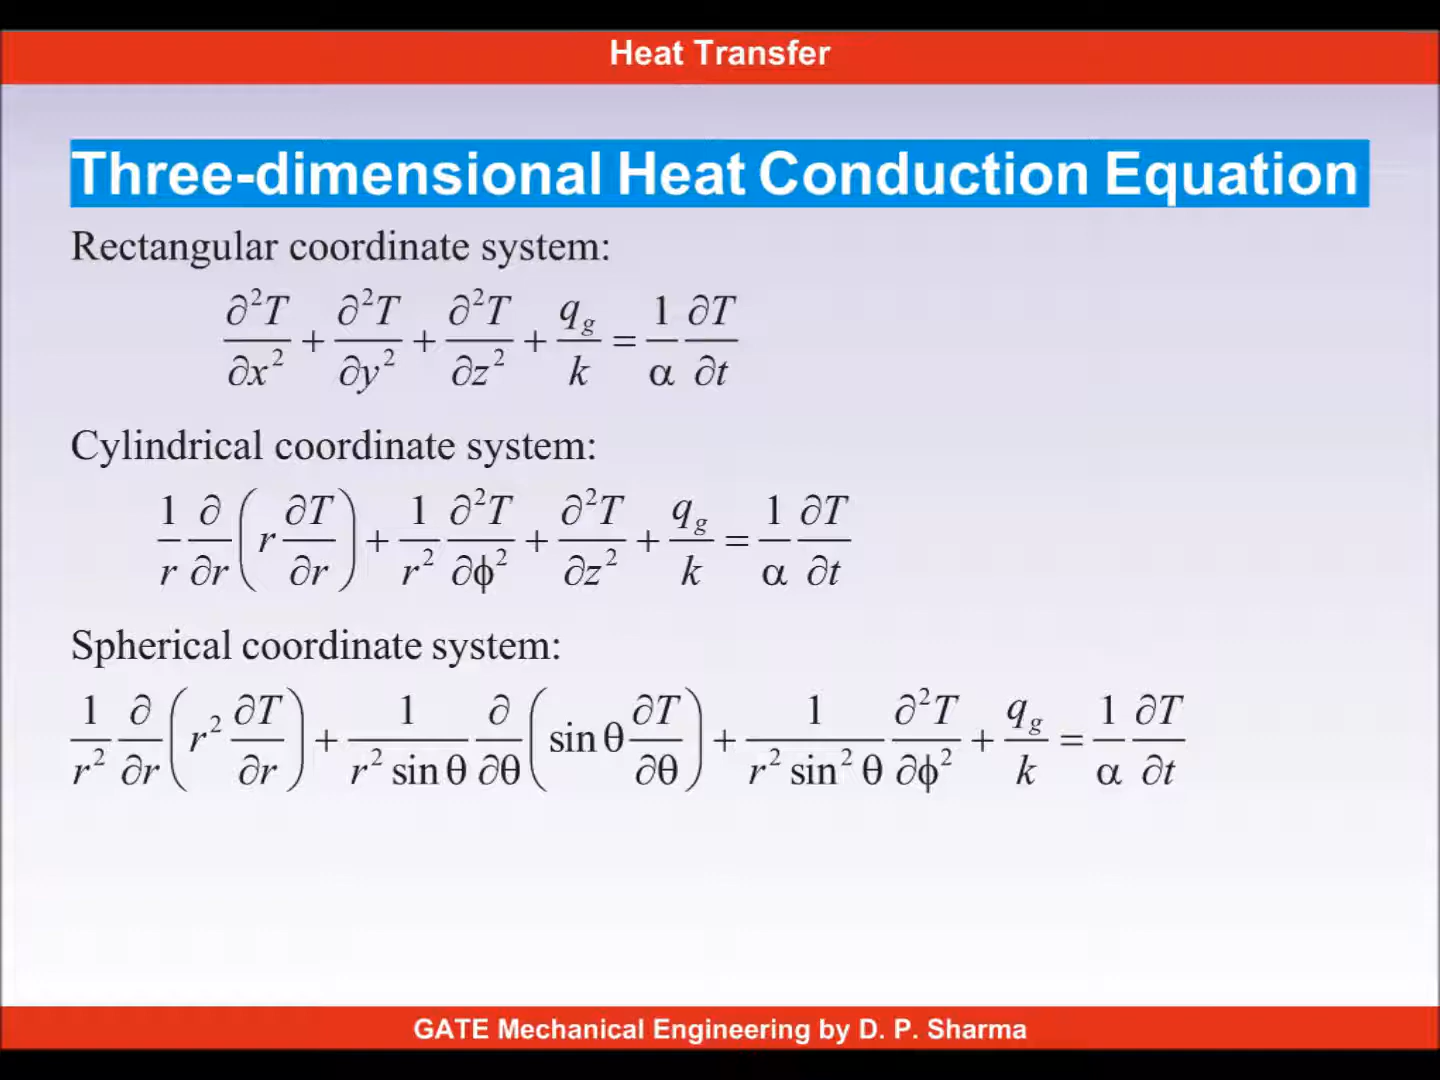 Heat Transfer
Three-dimensional Heat Conduction Equation
Rectangular coordinate system:
∂²T/∂x² + ∂²T/∂y² + ∂²T/∂z² + q_g/k = 1/α ∂T/∂t
Cylindrical coordinate system:
1/r ∂/∂r (r ∂T/∂r) + 1/r² ∂²T/∂ϕ² + ∂²T/∂z² + q_g/k = 1/α ∂T/∂t
Spherical coordinate system:
1/r² ∂/∂r (r² ∂T/∂r) + 1/(r² sin θ) ∂/∂θ (sin θ ∂T/∂θ) + 1/(r² sin² θ) ∂²T/∂ϕ² + q_g/k = 1/α ∂T/∂t
GATE Mechanical Engineering by D. P. Sharma